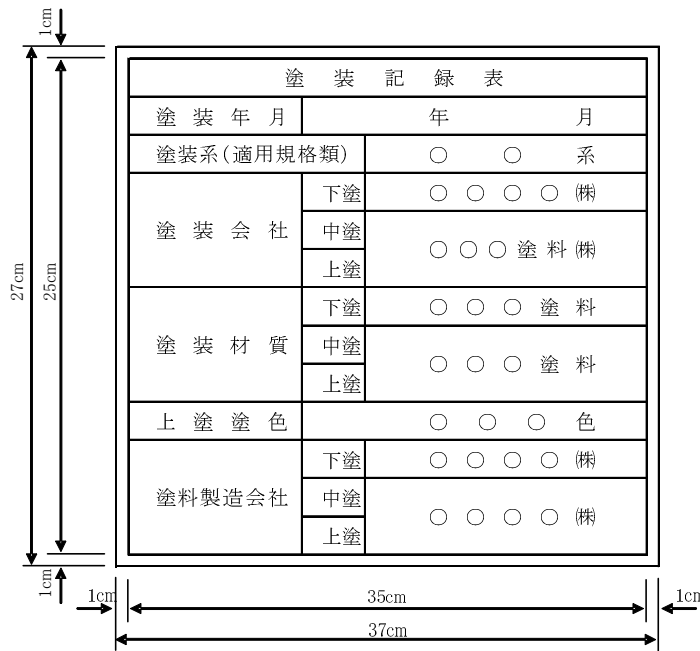 1cm
塗装記録表
塗装年月 年 月
塗装系(適用規格類) ○ ○ 系
塗装会社 下塗 ○○○○㈱
中塗 ○○○塗料㈱
上塗
塗装材質 下塗 ○○○塗料
中塗 ○○○塗料
上塗
上塗塗色 ○○○色
塗料製造会社 下塗 ○○○○㈱
中塗 ○○○○㈱
上塗
27cm
25cm
1cm
1cm
35cm
1cm
37cm